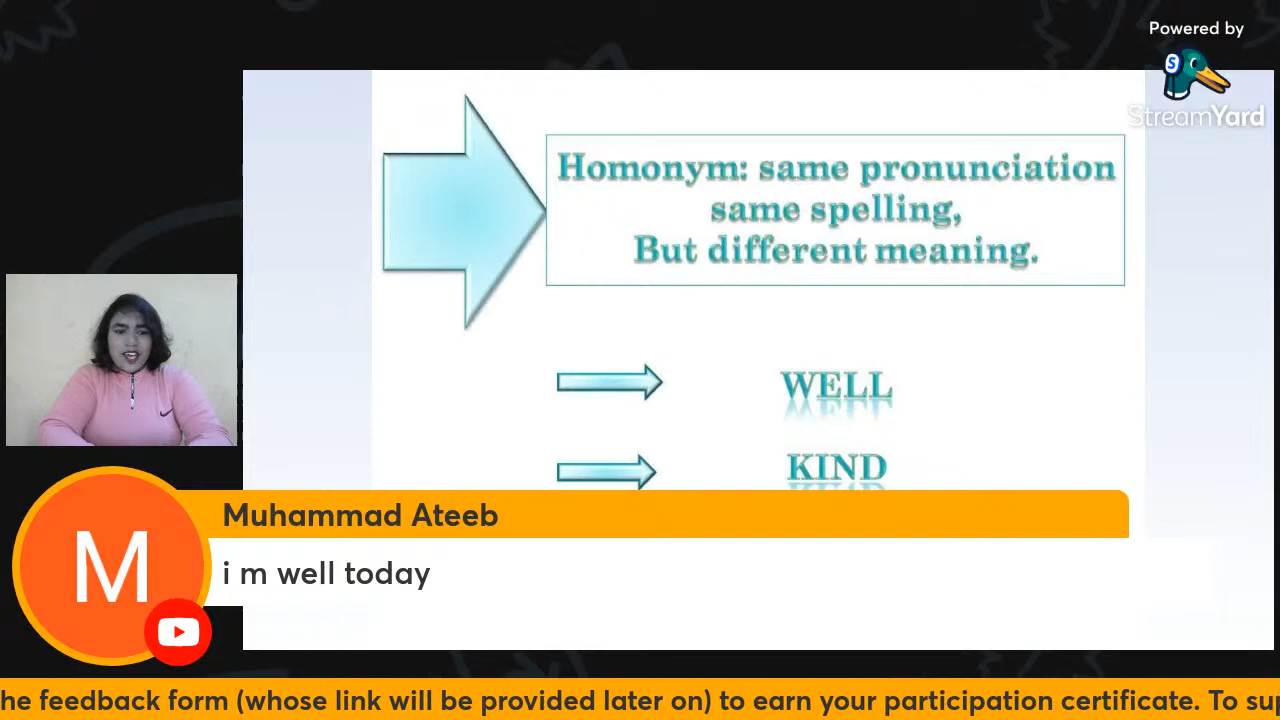 Powered by
StreamYard
Homonym: same pronunciation
same spelling,
But different meaning.
WELL
KIND
Muhammad Ateeb
M
i m well today
he feedback form (whose link will be provided later on) to earn your participation certificate. To su